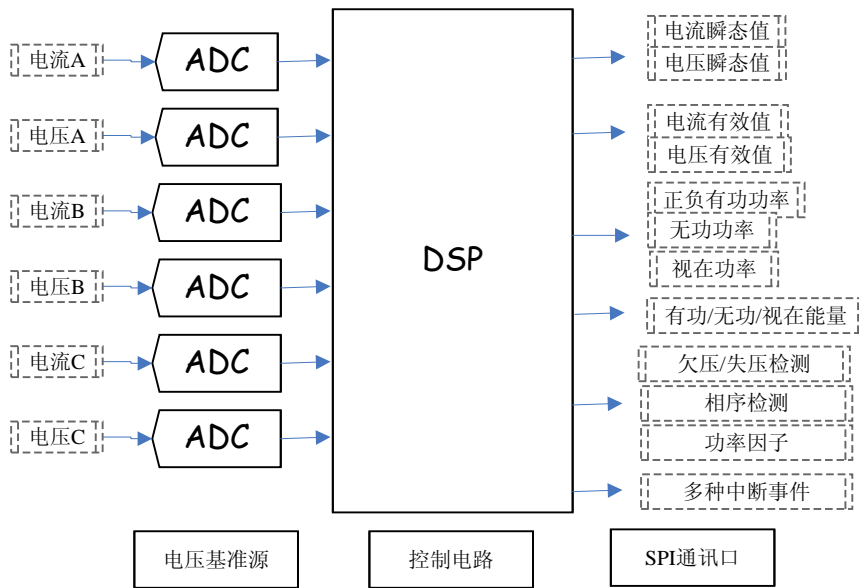 电流A
ADC
电压A
ADC
电流B
ADC
电压B
ADC
电流C
ADC
电压C
ADC
DSP
电流瞬态值
电压瞬态值
电流有效值
电压有效值
正负有功功率
无功功率
视在功率
有功/无功/视在能量
欠压/失压检测
相序检测
功率因子
多种中断事件
电压基准源
控制电路
SPI通讯口